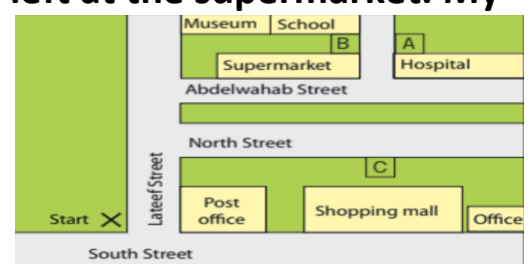 left at the supermarket. My
Museum School
B A
Supermarket Hospital
Abdelwahab Street
North Street
Lateef Street
C
Post office
Shopping mall
Office
Start X
South Street